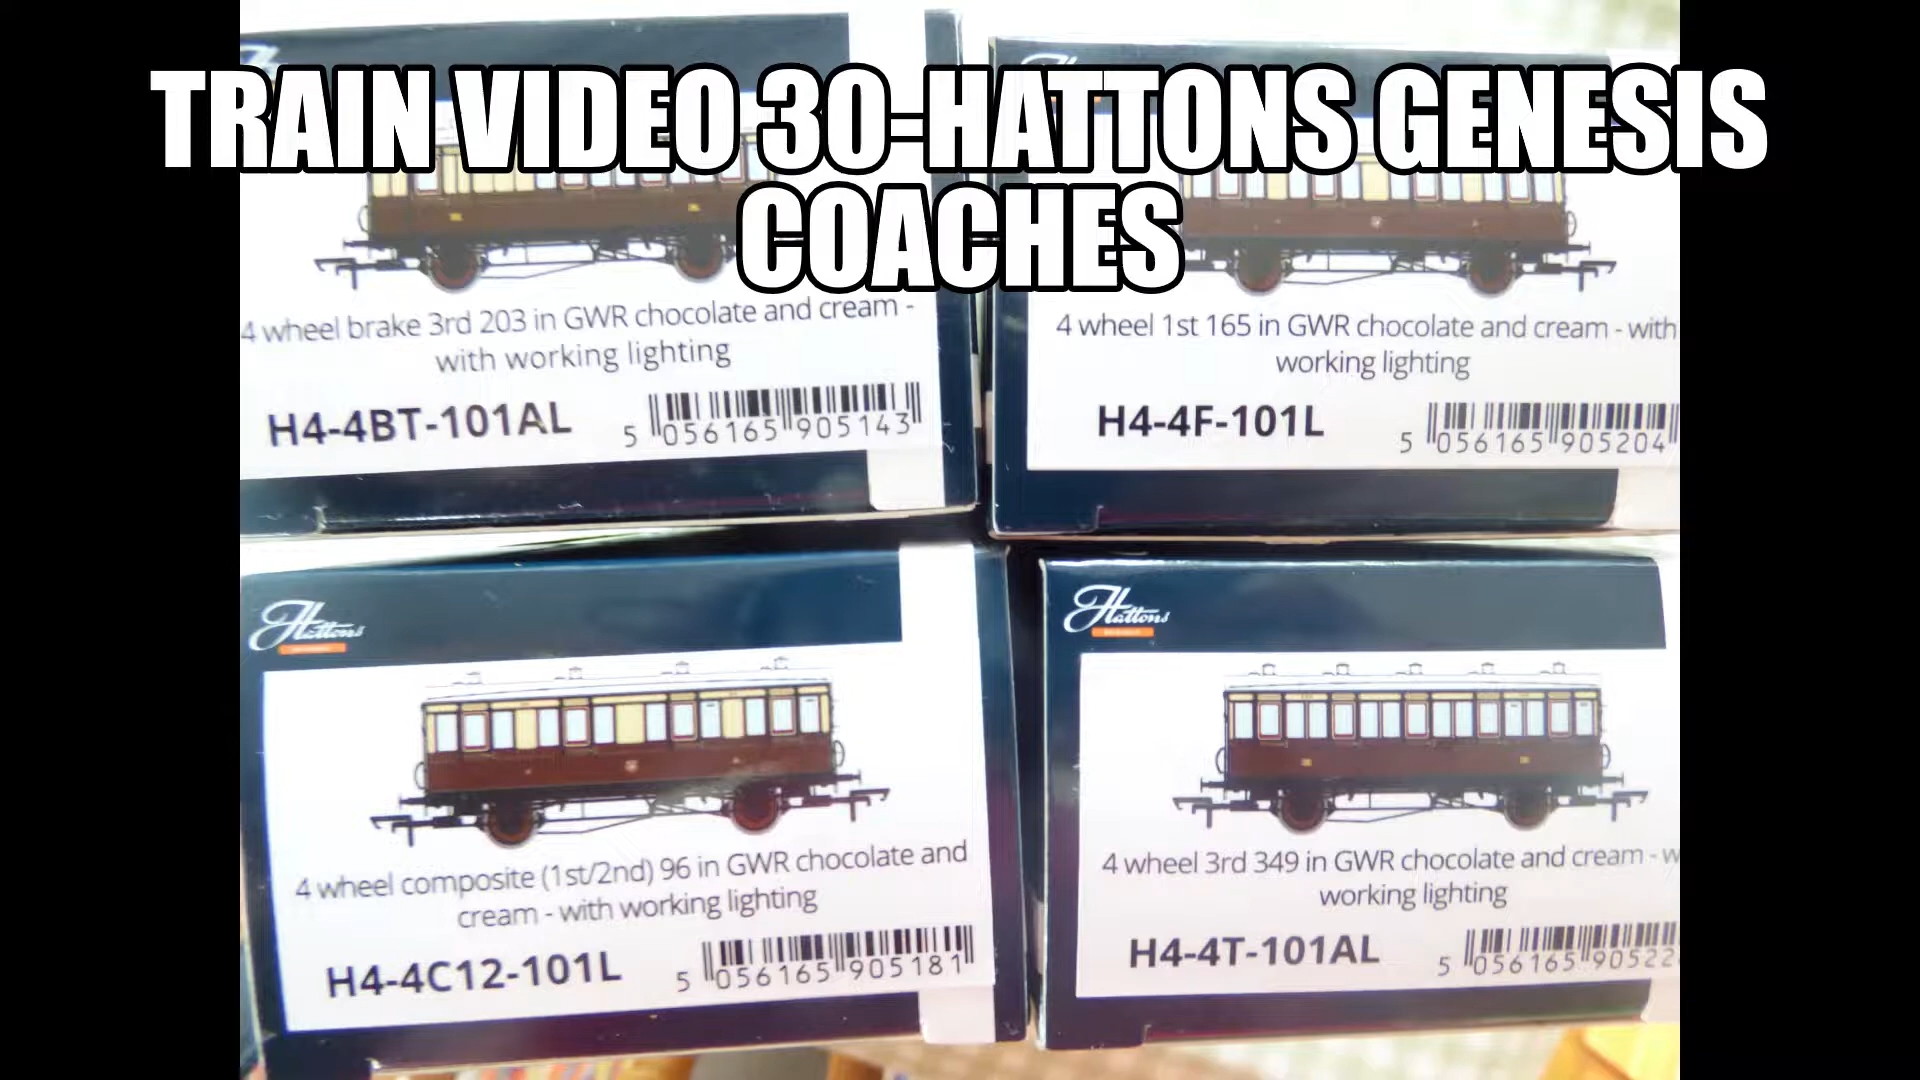 TRAIN VIDEO 30-HATTONS GENESIS
COACHES
4 wheel brake 3rd 203 in GWR chocolate and cream -
with working lighting
H4-4BT-101AL
5 056165 905143
4 wheel 1st 165 in GWR chocolate and cream - with
working lighting
H4-4F-101L
5 056165 905204
Hattons
4 wheel composite (1st/2nd) 96 in GWR chocolate and
cream - with working lighting
H4-4C12-101L
5 056165 905181
Hattons
4 wheel 3rd 349 in GWR chocolate and cream - w
working lighting
H4-4T-101AL
5 056165 90522